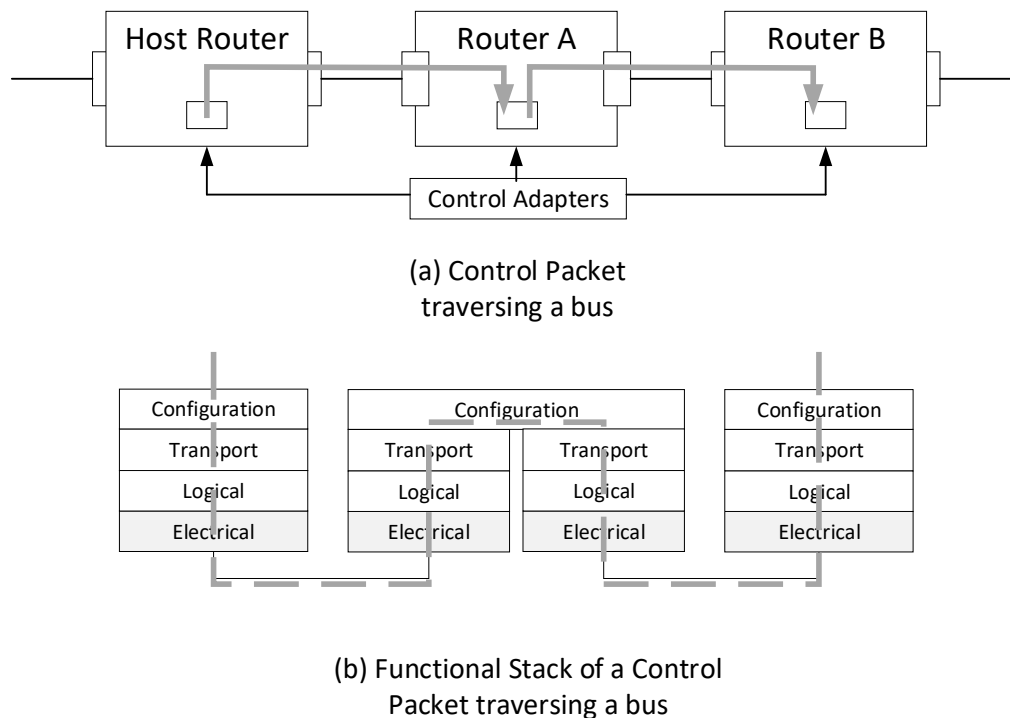 Host Router
Router A
Router B
Control Adapters
(a) Control Packet
traversing a bus
Configuration
Configuration
Configuration
Transport
Transport
Transport
Transport
Logical
Logical
Logical
Logical
Electrical
Electrical
Electrical
Electrical
(b) Functional Stack of a Control
Packet traversing a bus